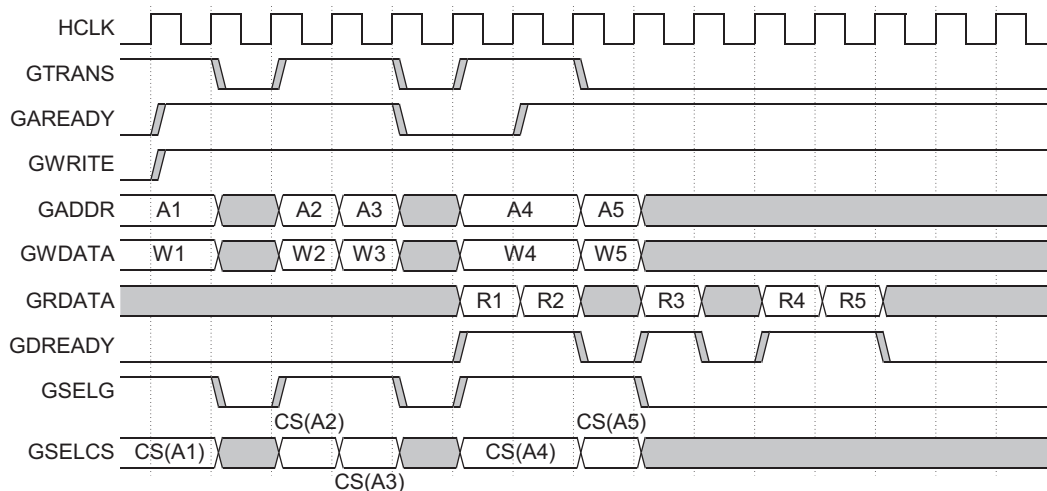 HCLK
GTRANS
GAREADY
GWRITE
GADDR A1 A2 A3 A4 A5
GWDATA W1 W2 W3 W4 W5
GRDATA R1 R2 R3 R4 R5
GDREADY
GSELG
CS(A2) CS(A5)
GSELCS CS(A1) CS(A4)
CS(A3)